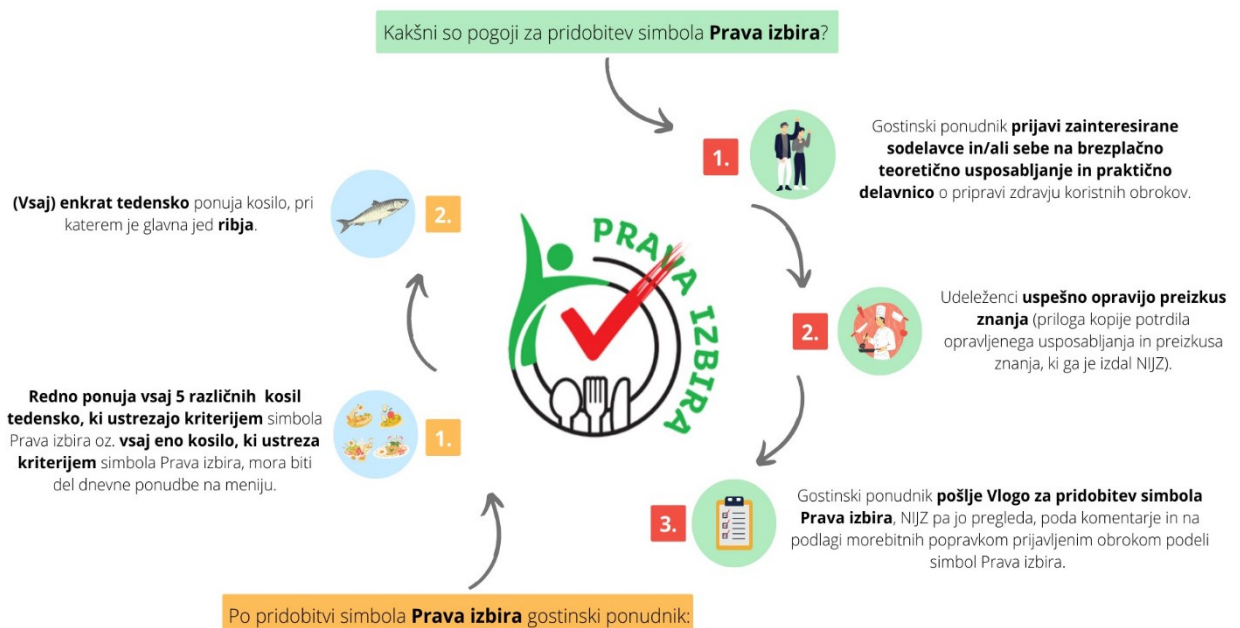 Kakšni so pogoji za pridobitev simbola Prava izbira?
1.
Gostinski ponudnik prijavi zainteresirane
sodelavce in/ali sebe na brezplačno
teoretično usposabljanje in praktično
delavnico o pripravi zdravju koristnih obrokov.
2.
Udeleženci uspešno opravijo preizkus
znanja (priloga kopije potrdila
opravljenega usposabljanja in preizkusa
znanja, ki ga je izdal NIJZ).
3.
Gostinski ponudnik pošlje Vlogo za pridobitev simbola
Prava izbira, NIJZ pa jo pregleda, poda komentarje in na
podlagi morebitnih popravkom prijavljenim obrokom podeli
simbol Prava izbira.
PRAVA IZBIRA
Po pridobitvi simbola Prava izbira gostinski ponudnik:
1.
Redno ponuja vsaj 5 različnih kosil
tedensko, ki ustrezajo kriterijem simbola
Prava izbira oz. vsaj eno kosilo, ki ustreza
kriterijem simbola Prava izbira, mora biti
del dnevne ponudbe na meniju.
2.
(Vsaj) enkrat tedensko ponuja kosilo, pri
katerem je glavna jed ribja.